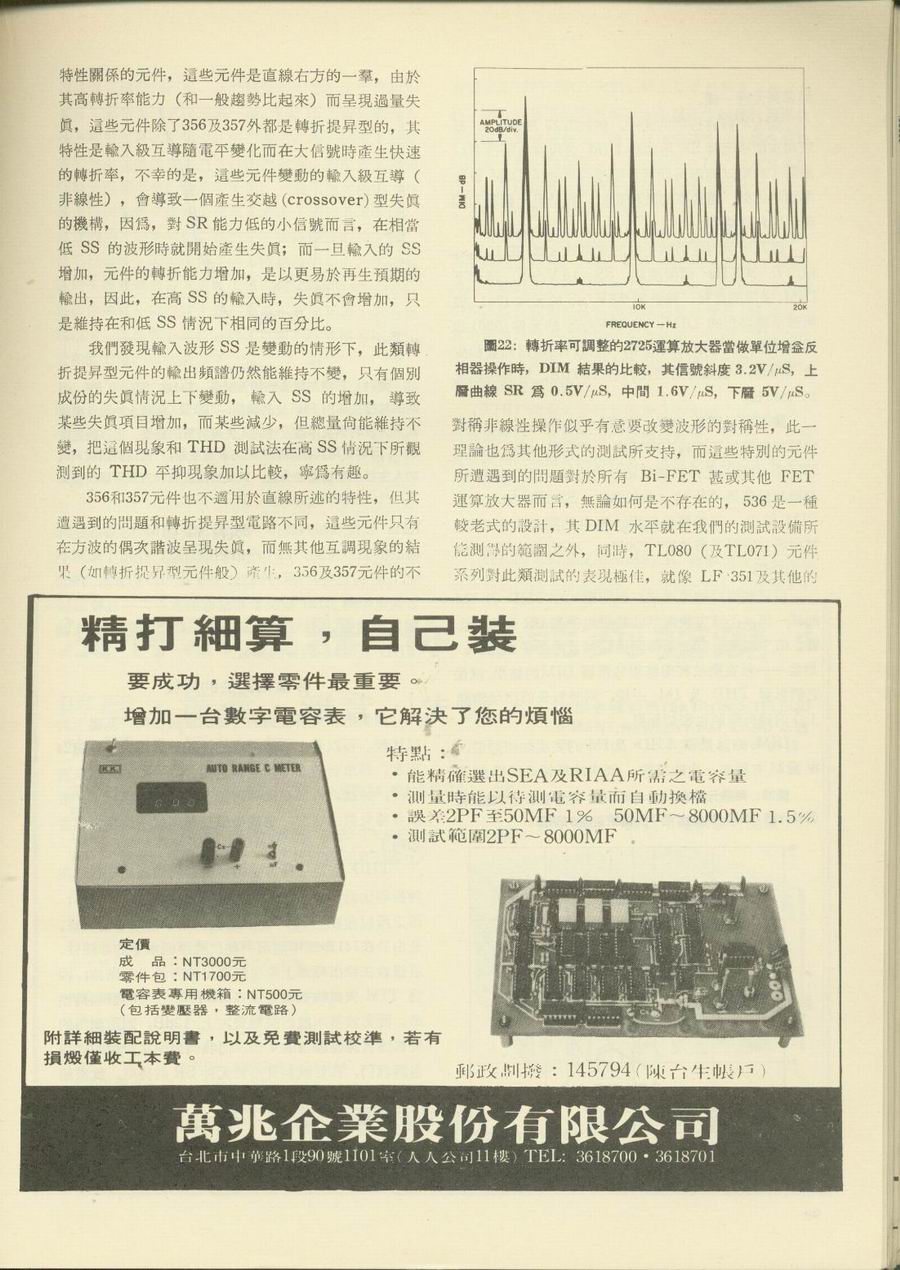 特性關係的元件，這些元件是直線右方的一羣，由於
其高轉折率能力（和一般趨勢比起來）而呈現過量失
眞，這些元件除了356及357外都是轉折提昇型的，其
特性是輸入級互導隨電平變化而在大信號時產生快速
的轉折率，不幸的是，這些元件變動的輸入級互導（
非線性），會導致一個產生交越(crossover)型失眞
的機構，因爲，對SR能力低的小信號而言，在相當
低 SS 的波形時就開始產生失眞；而一旦輸入的 SS
增加，元件的轉折能力增加，是以更易於再生預期的
輸出，因此，在高 SS 的輸入時，失眞不會增加，只
是維持在和低 SS 情況下相同的百分比。
我們發現輸入波形 SS 是變動的情形下，此類轉
折提昇型元件的輸出頻譜仍然能維持不變，只有個別
成份的失眞情況上下變動，輸入 SS 的增加，導致
某些失眞項目增加，而某些減少，但總量尙能維持不
變，把這個現象和 THD 測試法在高 SS 情況下所觀
測到的 THD 平抑現象加以比較，寧爲有趣。
356和357元件也不適用於直線所述的特性，但其
遭遇到的問題和轉折提昇型電路不同，這些元件只有
在方波的偶次諧波呈現失眞，而無其他互調現象的結
果（如轉折提昇型元件般）產生，356及357元件的不
AMPLITUDE
20dB/div.
DIM — dB
10K
20K
FREQUENCY — Hz
圖22：轉折率可調整的2725運算放大器當做單位增益反
相器操作時，DIM 結果的比較，其信號斜度 3.2V/μS，上
層曲線 SR 爲 0.5V/μS，中間 1.6V/μS，下層 5V/μS。
對稱非線性操作似乎有意要改變波形的對稱性，此一
理論也爲其他形式的測試所支持，而這些特別的元件
所遭遇到的問題對於所有 Bi-FET 甚或其他 FET
運算放大器而言，無論如何是不存在的，536 是一種
較老式的設計，其 DIM 水平就在我們的測試設備所
能測得的範圍之外，同時，TL080（及TL071）元件
系列對此類測試的表現極佳，就像 LF 351及其他的
精打細算，自己裝
要成功，選擇零件最重要。
增加一台數字電容表，它解決了您的煩惱
AUTO RANGE C METER
Cx
特點：
・能精確選出SEA及RIAA所需之電容量
・測量時能以待測電容量而自動換檔
・誤差2PF至50MF 1% 50MF～8000MF 1.5%
・測試範圍2PF～8000MF
定價
成 品：NT3000元
零件包：NT1700元
電容表專用機箱：NT500元
（包括變壓器，整流電路）
附詳細裝配說明書，以及免費測試校準，若有
損燬僅收工本費。
郵政劃撥：145794（陳台生帳戶）
萬兆企業股份有限公司
台北市中華路1段90號1101室（人人公司11樓）TEL: 3618700・3618701